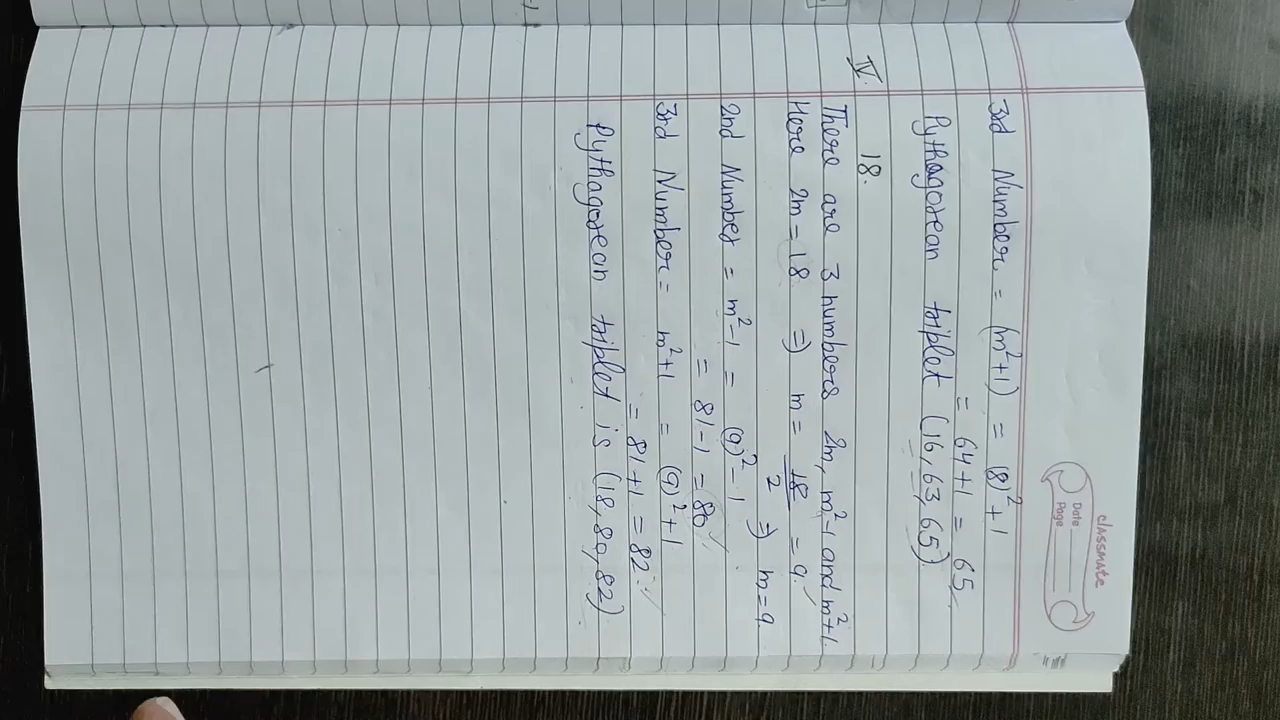 classmate
Date
Page
3rd Number = (m²+1) = (8)²+1
= 64+1 = 65
Pythagorean triplet (16,63,65)
IV. 18.
There are 3 numbers 2m, m²-1 and m²+1.
Here 2m = 18 ⇒ m = 18/2 = 9.
⇒ m=9
2nd Number = m²-1 = (9)²-1
= 81-1 = 80
3rd Number = m²+1 = (9)²+1
= 81+1 = 82.
Pythagorean triplet is (18,80,82)